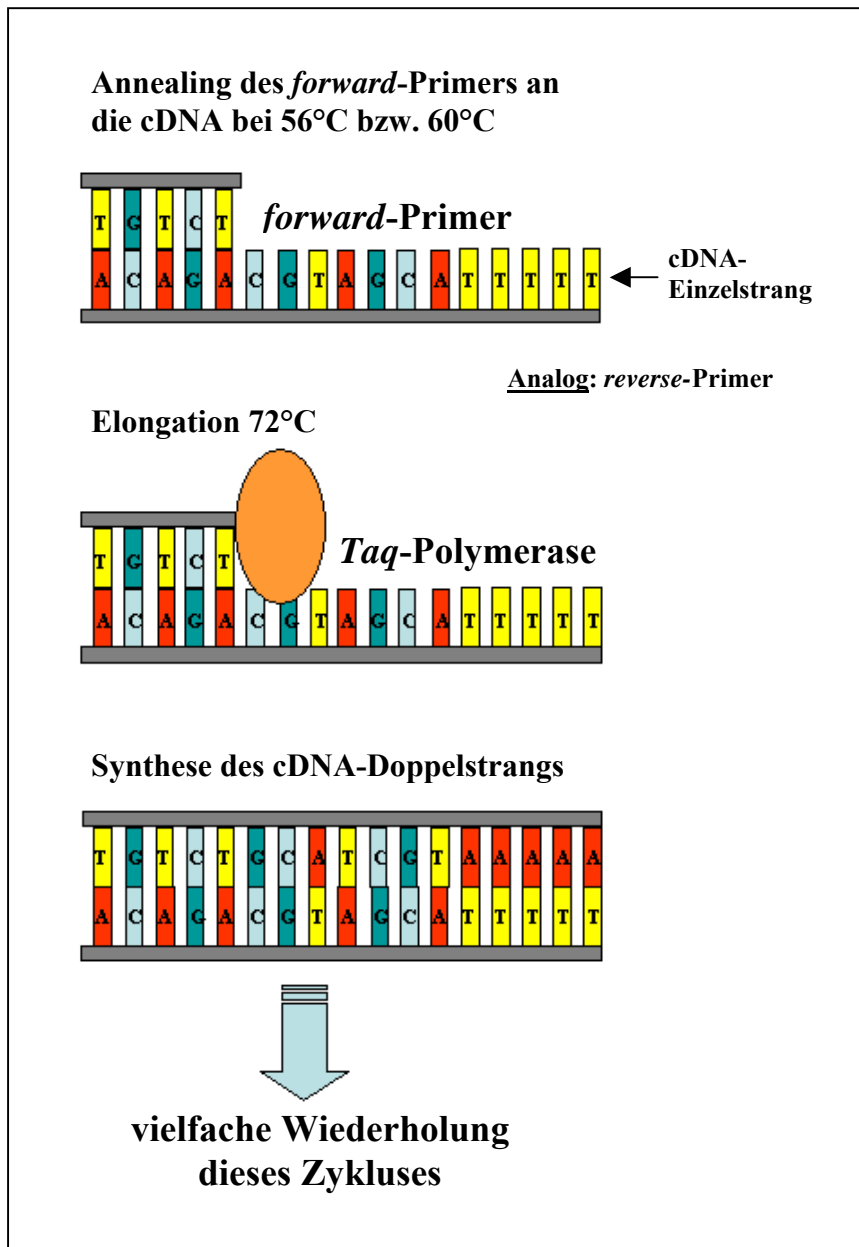 Annealing des forward-Primers an
die cDNA bei 56°C bzw. 60°C
T G T C T
forward-Primer
A C A G A C G T A G C A T T T T T
cDNA-
Einzelstrang
Analog: reverse-Primer
Elongation 72°C
T G T C T
Taq-Polymerase
A C A G A C G T A G C A T T T T T
Synthese des cDNA-Doppelstrangs
T G T C T G C A T C G T A A A A A
A C A G A C G T A G C A T T T T T
vielfache Wiederholung
dieses Zykluses